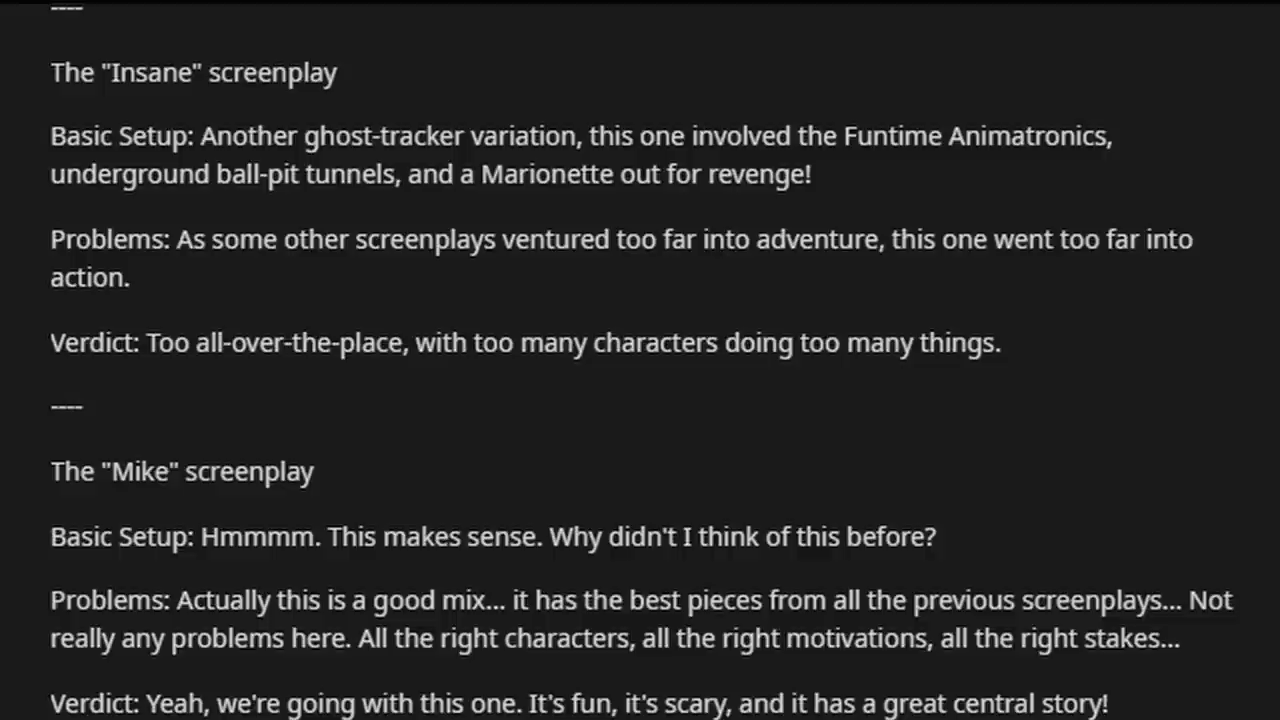 ----
The "Insane" screenplay
Basic Setup: Another ghost-tracker variation, this one involved the Funtime Animatronics,
underground ball-pit tunnels, and a Marionette out for revenge!
Problems: As some other screenplays ventured too far into adventure, this one went too far into
action.
Verdict: Too all-over-the-place, with too many characters doing too many things.
----
The "Mike" screenplay
Basic Setup: Hmmmm. This makes sense. Why didn't I think of this before?
Problems: Actually this is a good mix... it has the best pieces from all the previous screenplays... Not
really any problems here. All the right characters, all the right motivations, all the right stakes...
Verdict: Yeah, we're going with this one. It's fun, it's scary, and it has a great central story!